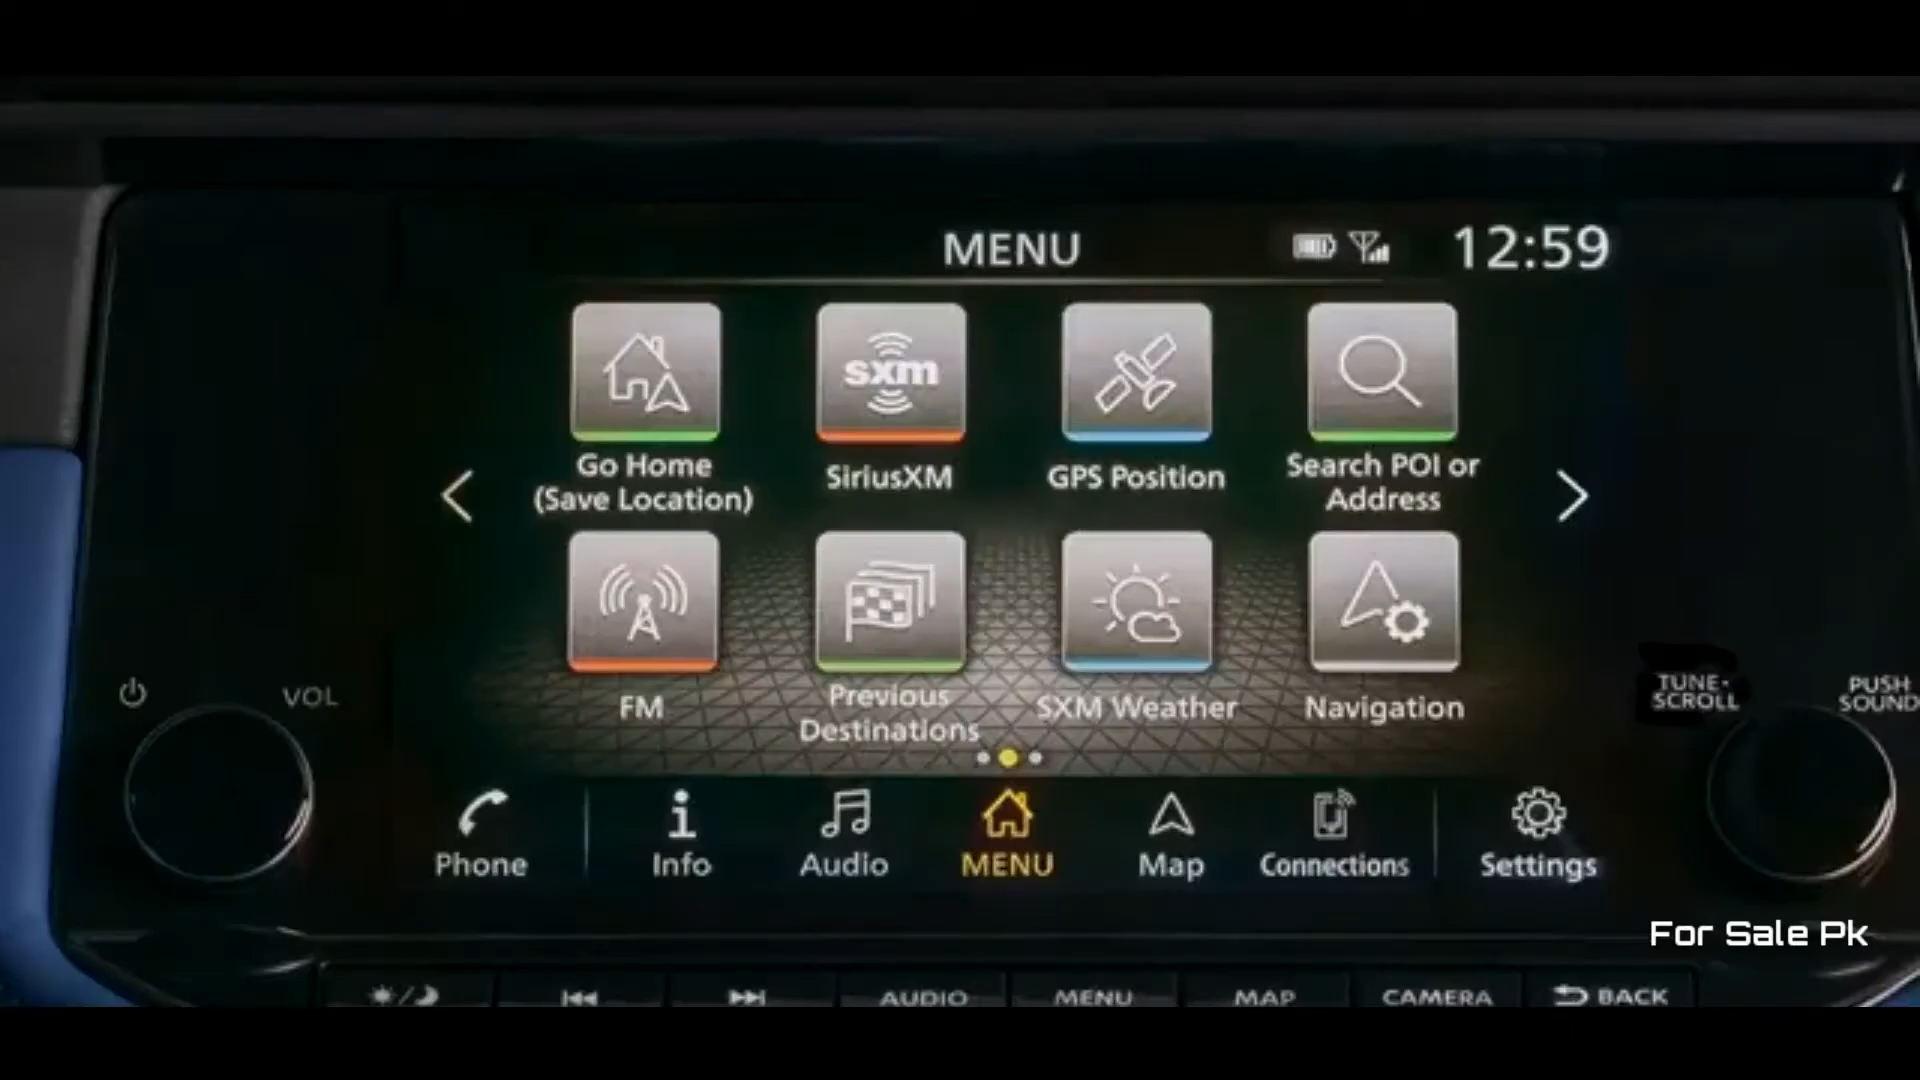 MENU
12:59
sxm
Go Home
(Save Location)
SiriusXM
GPS Position
Search POI or
Address
FM
Previous
Destinations
SXM Weather
Navigation
VOL
TUNE·
SCROLL
PUSH
SOUND
Phone
Info
Audio
MENU
Map
Connections
Settings
For Sale Pk
AUDIO
MENU
MAP
CAMERA
BACK